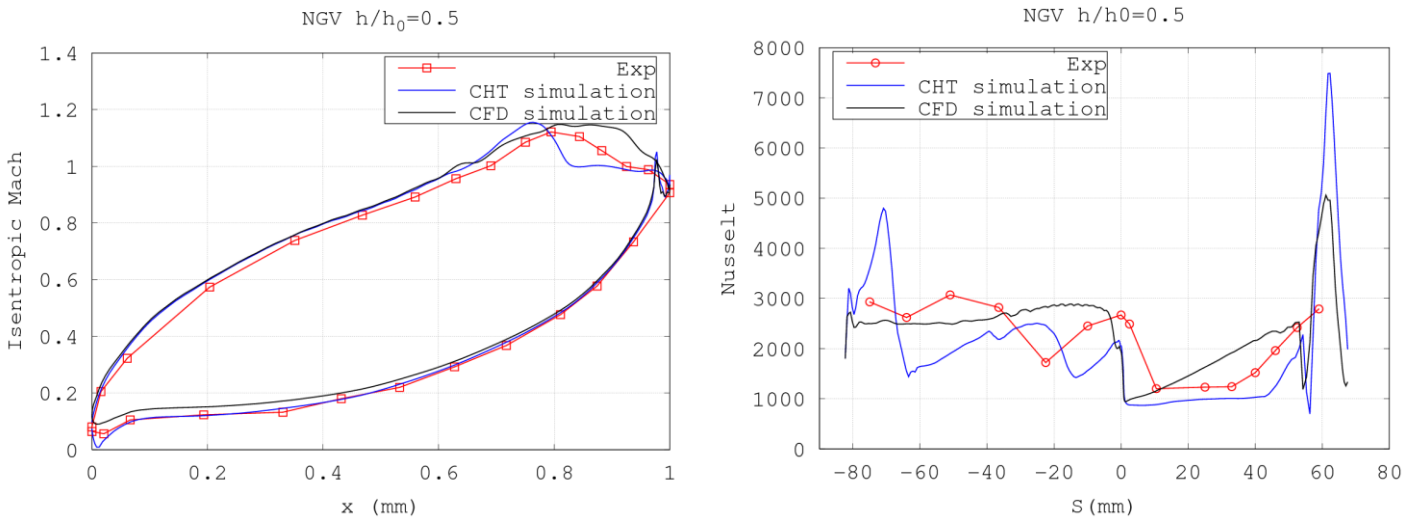 NGV h/h0=0.5
1.4
1.2
1
0.8
0.6
0.4
0.2
0
0
0.2
0.4
0.6
0.8
1
Isentropic Mach
x (mm)
Exp
CHT simulation
CFD simulation
NGV h/h0=0.5
8000
7000
6000
5000
4000
3000
2000
1000
0
-80
-60
-40
-20
0
20
40
60
80
Nusselt
S(mm)
Exp
CHT simulation
CFD simulation